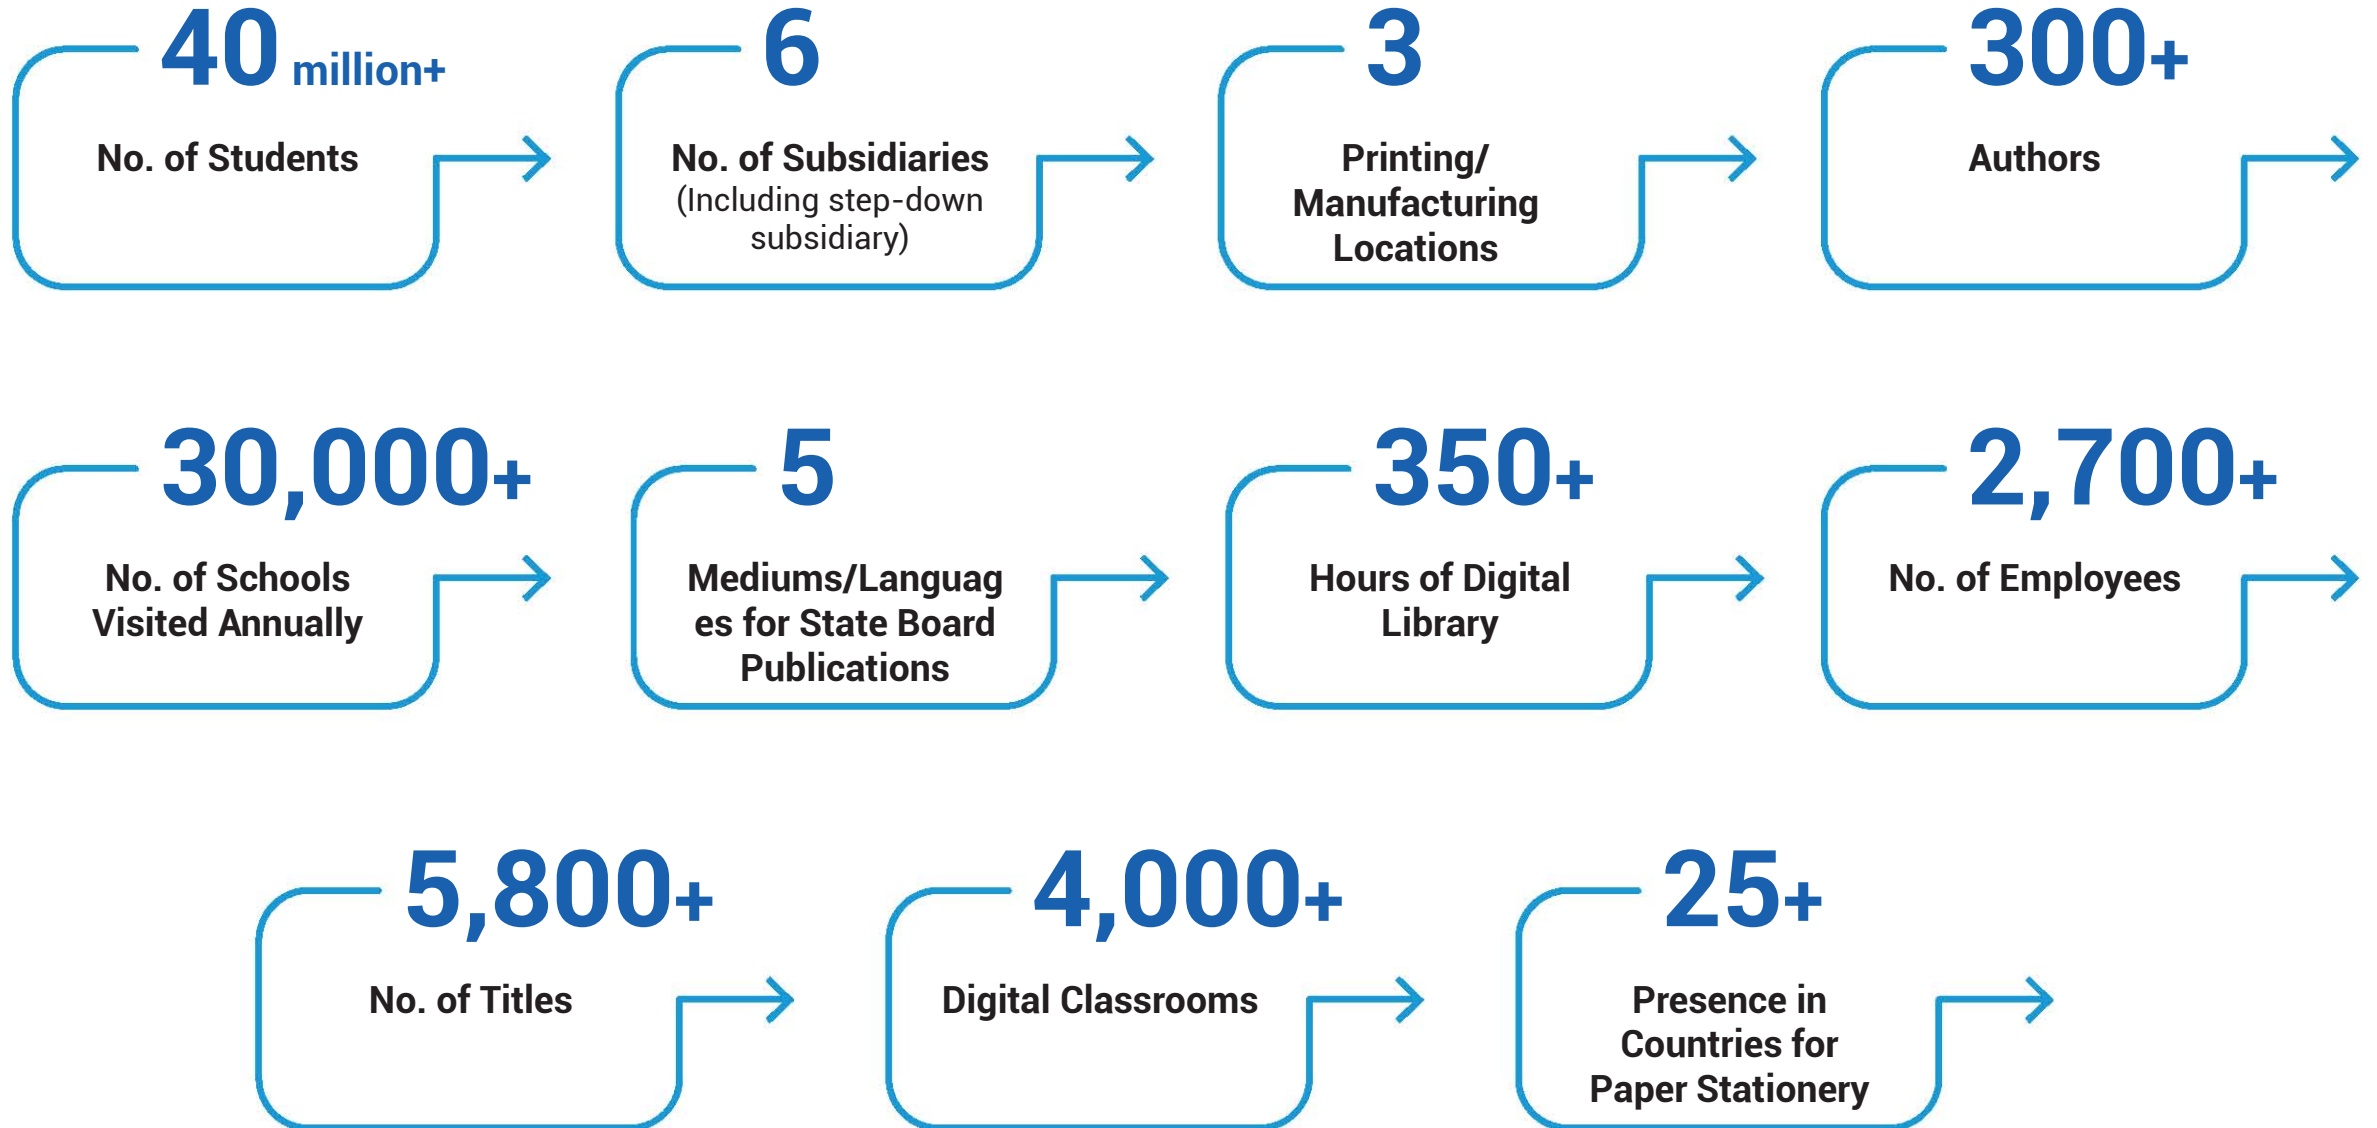 40 million+
No. of Students
6
No. of Subsidiaries
(Including step-down
subsidiary)
3
Printing/
Manufacturing
Locations
300+
Authors
30,000+
No. of Schools
Visited Annually
5
Mediums/Languag
es for State Board
Publications
350+
Hours of Digital
Library
2,700+
No. of Employees
5,800+
No. of Titles
4,000+
Digital Classrooms
25+
Presence in
Countries for
Paper Stationery